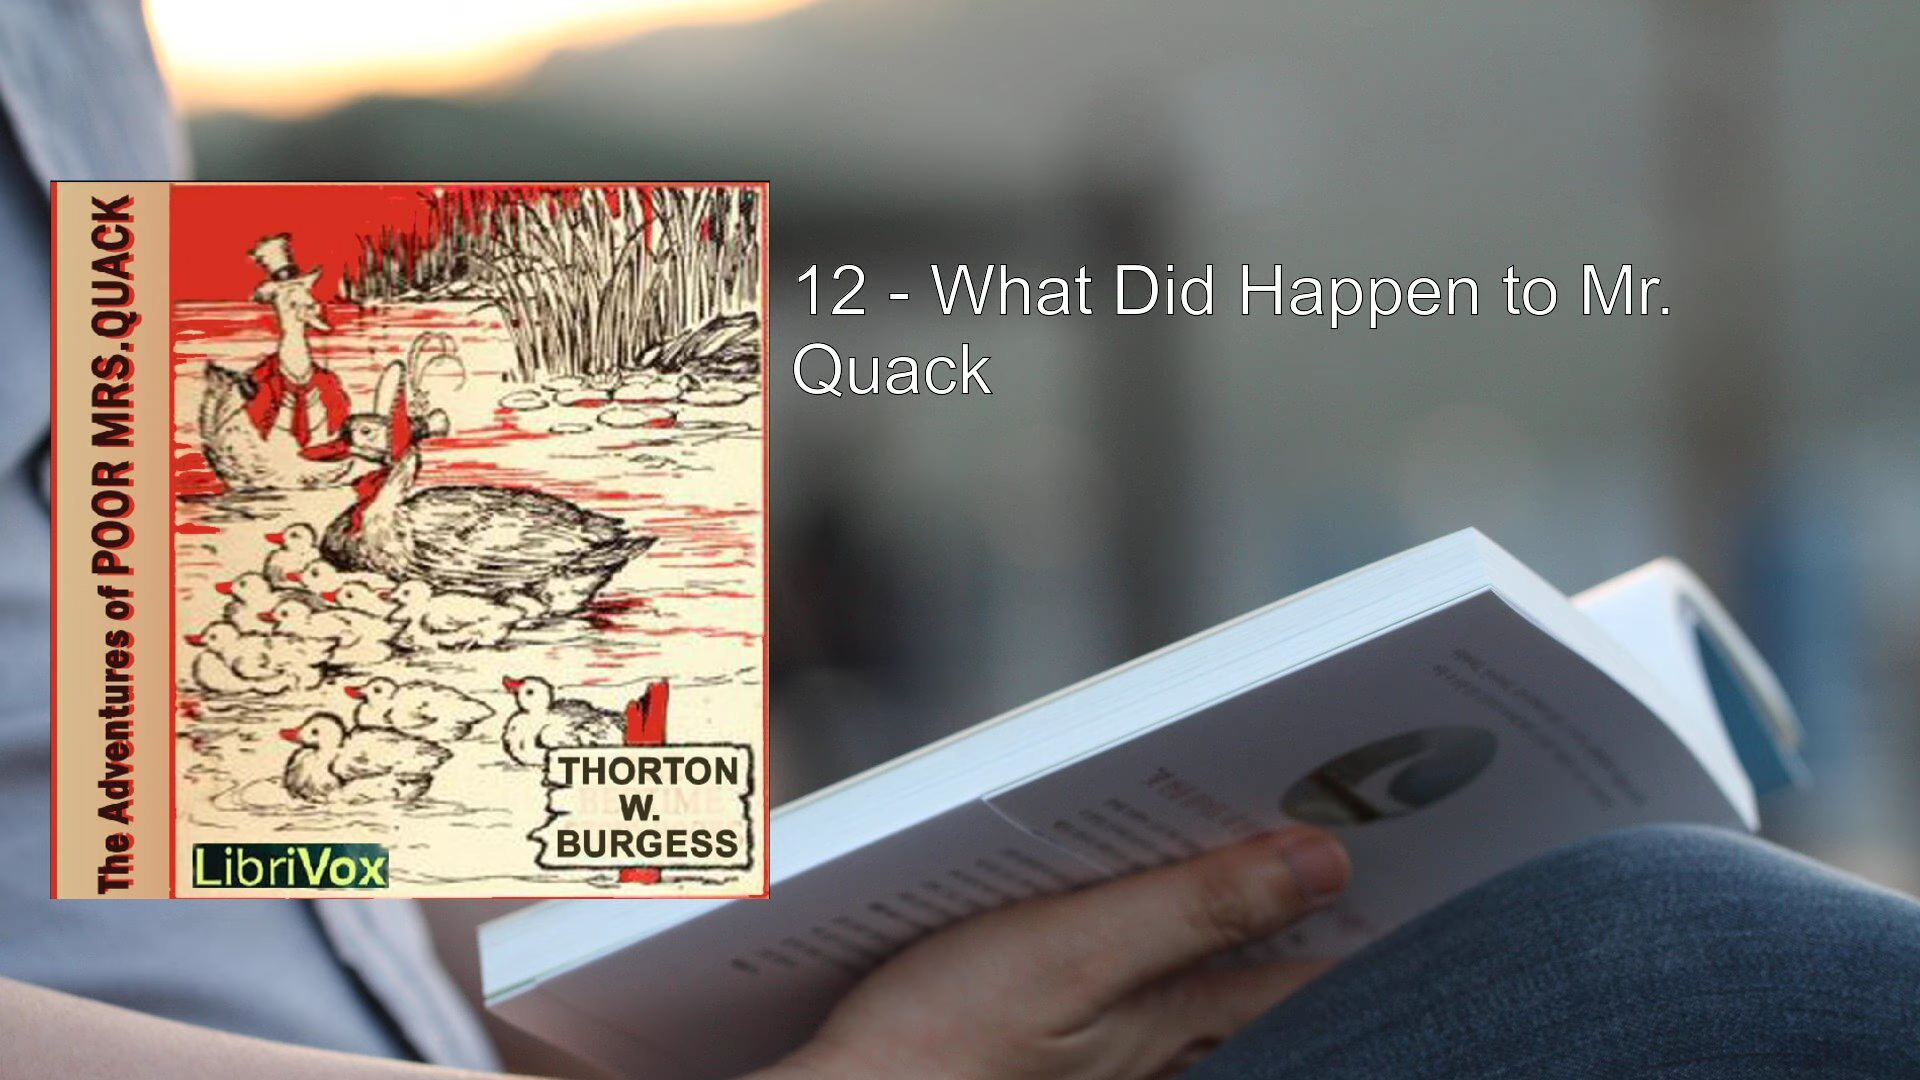 The Adventures of POOR MRS.QUACK
12 - What Did Happen to Mr.
Quack
THORTON
W.
BURGESS
LibriVox